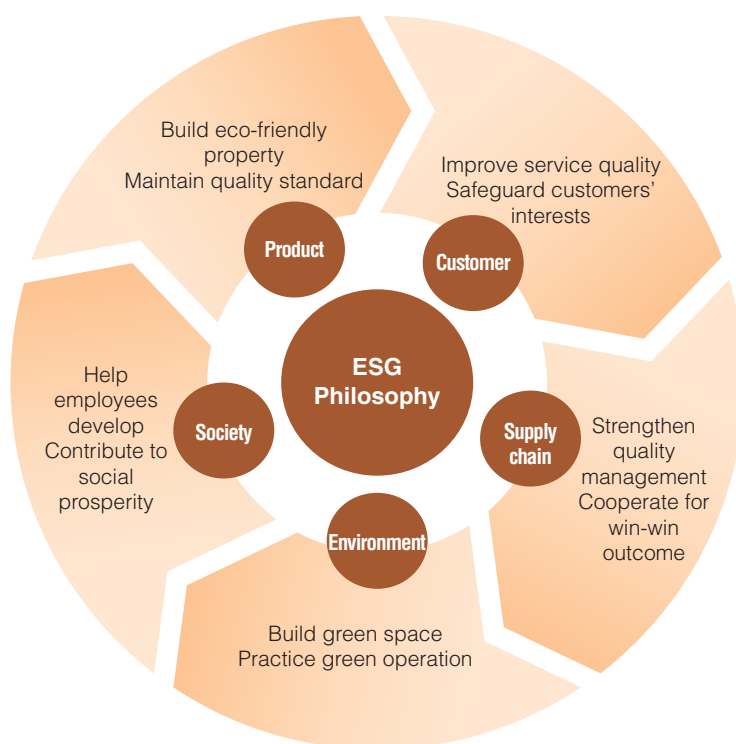 Build eco-friendly
property
Maintain quality standard
Product
Improve service quality
Safeguard customers’
interests
Customer
ESG
Philosophy
Help
employees
develop
Contribute to
social
prosperity
Society
Supply
chain
Strengthen
quality
management
Cooperate for
win-win
outcome
Environment
Build green space
Practice green operation